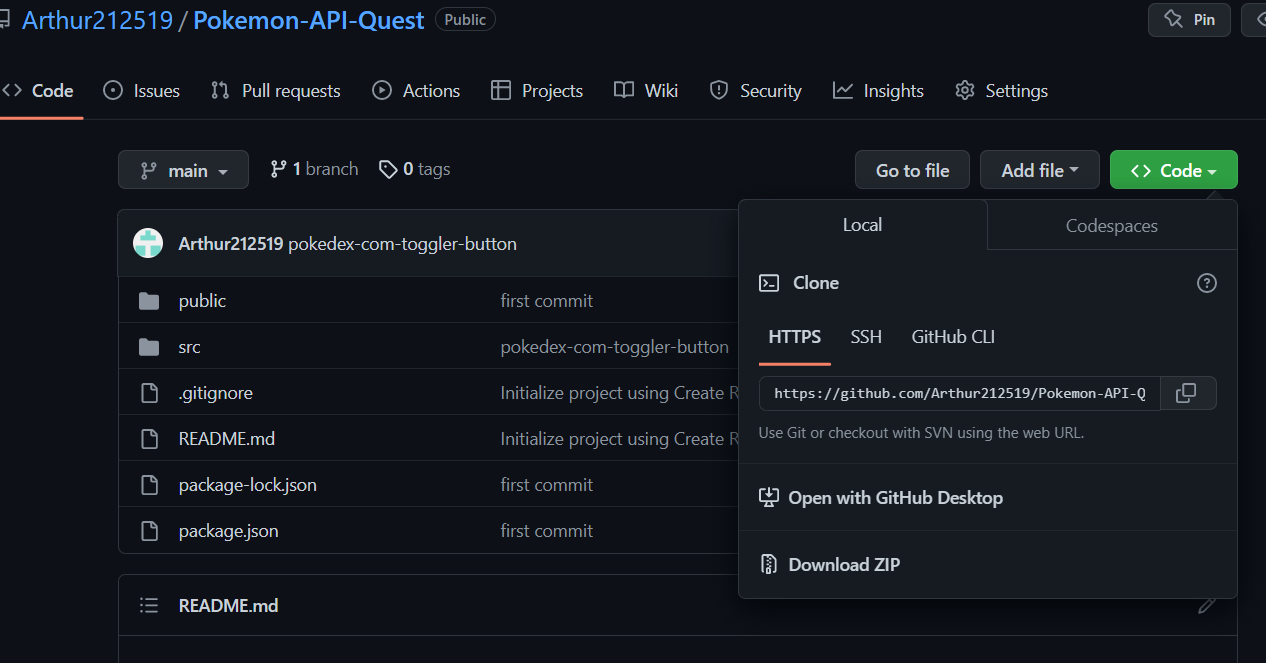 Arthur212519 / Pokemon-API-Quest Public
Pin
Code Issues Pull requests Actions Projects Wiki Security Insights Settings
main 1 branch 0 tags Go to file Add file Code
Local Codespaces
Arthur212519 pokedex-com-toggler-button
Clone
public first commit
HTTPS SSH GitHub CLI
src pokedex-com-toggler-button
.gitignore Initialize project using Create R
https://github.com/Arthur212519/Pokemon-API-Q
README.md Initialize project using Create R
Use Git or checkout with SVN using the web URL.
package-lock.json first commit
Open with GitHub Desktop
package.json first commit
Download ZIP
README.md